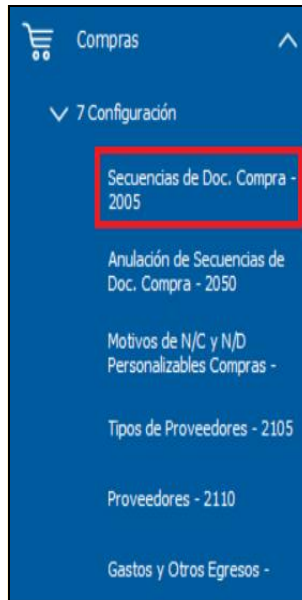 Compras
7 Configuración
Secuencias de Doc. Compra -
2005
Anulación de Secuencias de
Doc. Compra - 2050
Motivos de N/C y N/D
Personalizables Compras -
Tipos de Proveedores - 2105
Proveedores - 2110
Gastos y Otros Egresos -